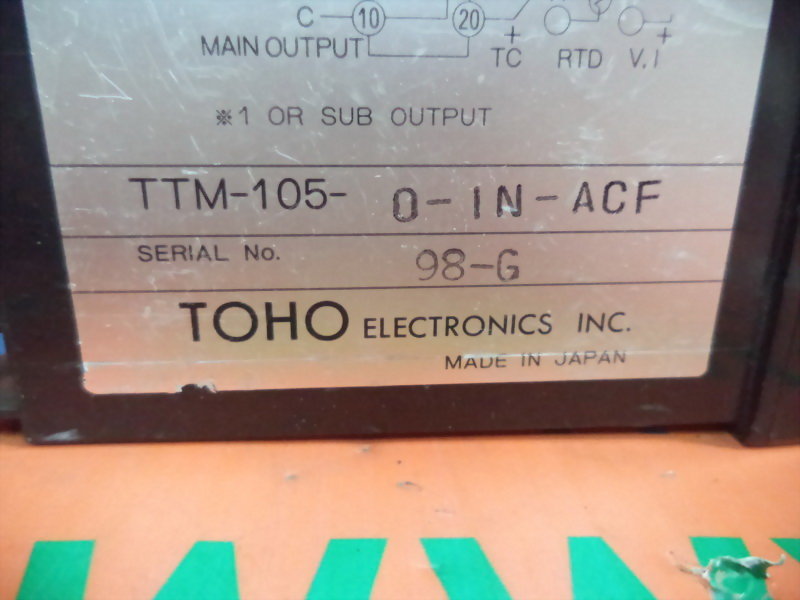 C 10 20
MAIN OUTPUT + TC RTD V.I +
※1 OR SUB OUTPUT
TTM-105- 0-IN-ACF
SERIAL No. 98-G
TOHO ELECTRONICS INC.
MADE IN JAPAN